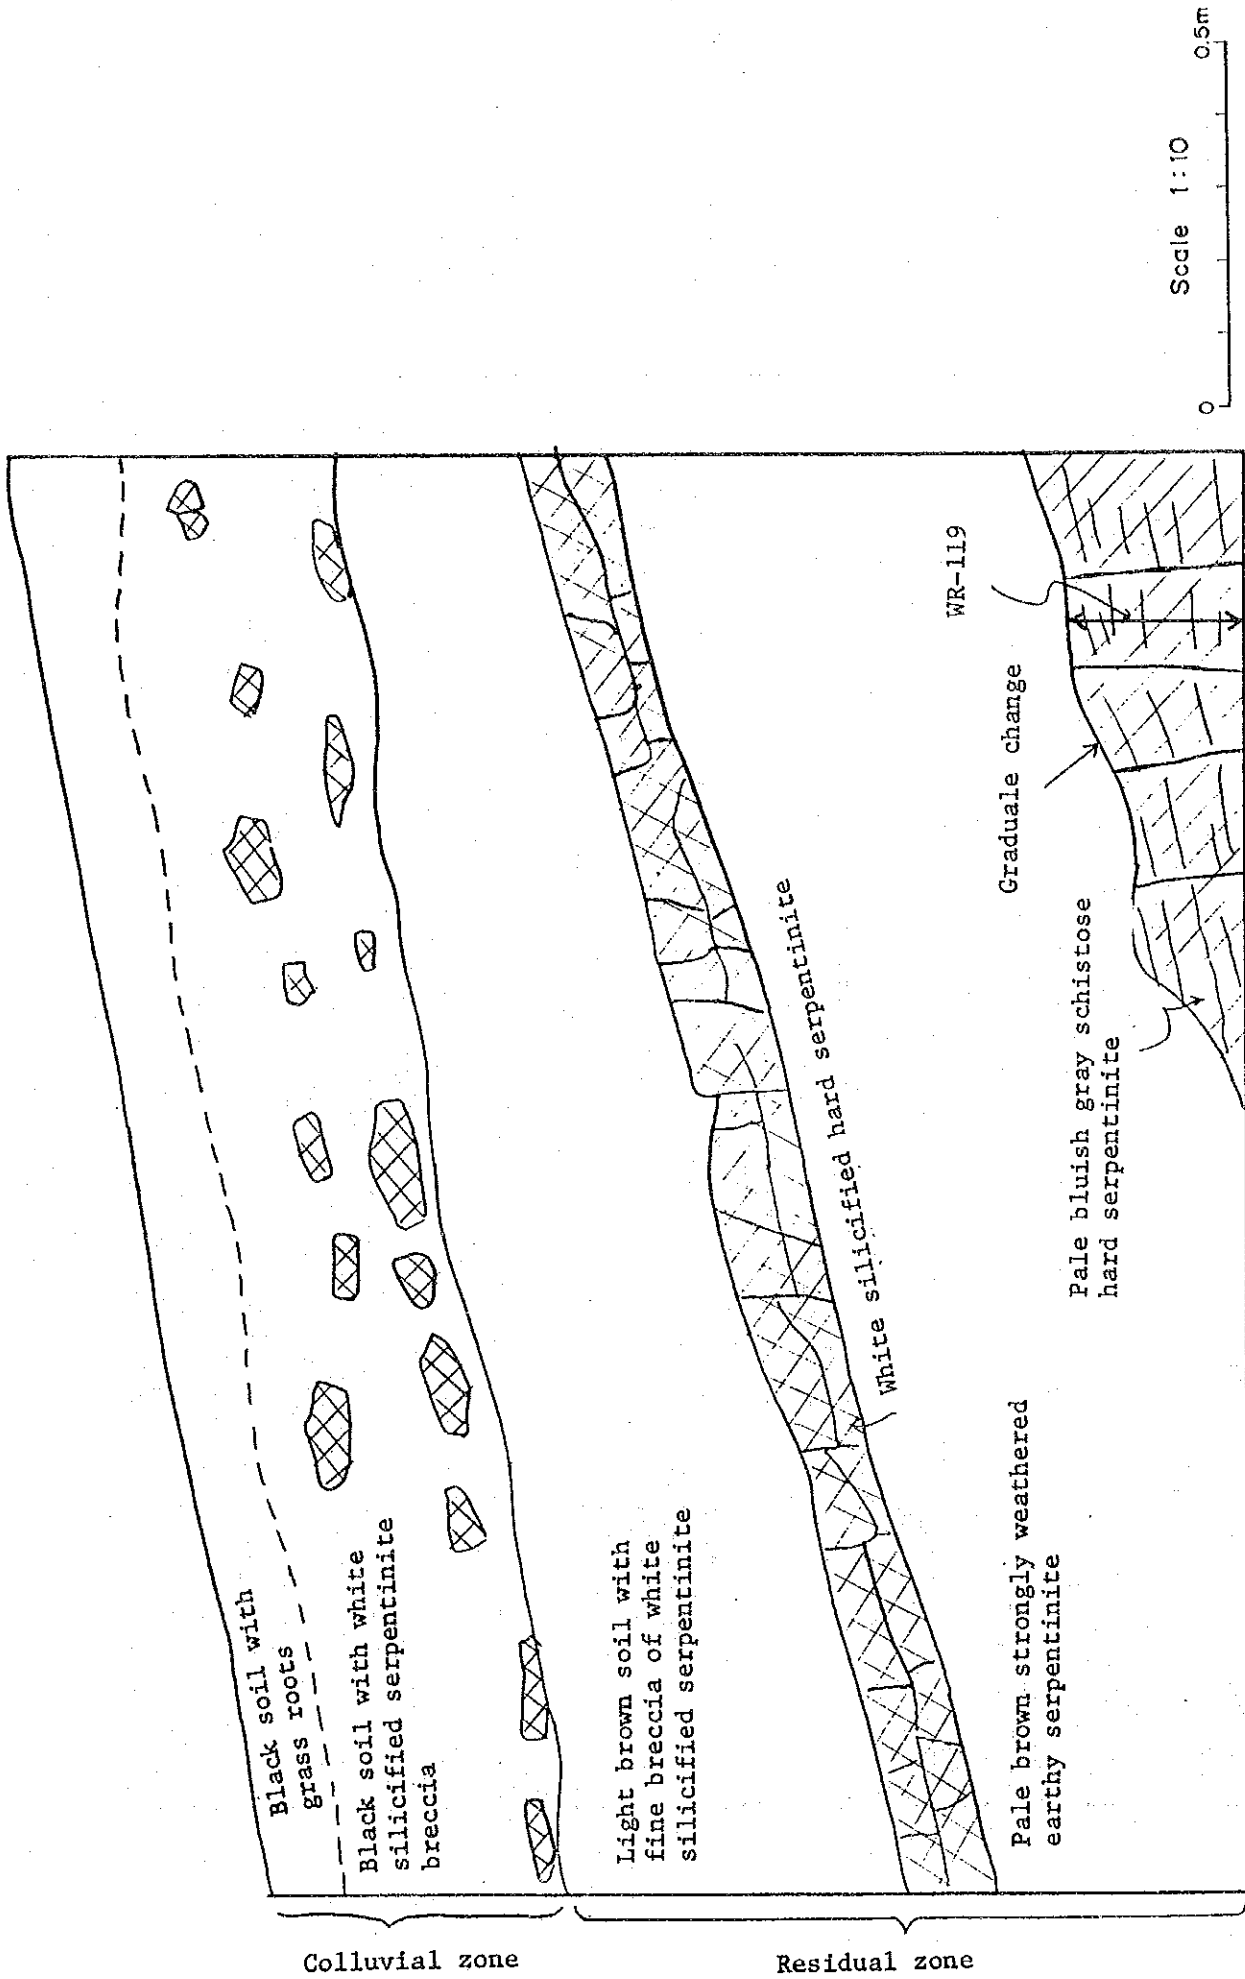 Black soil with
grass roots
Black soil with white
silicified serpentinite
breccia
Light brown soil with
fine breccia of white
silicified serpentinite
White silicified hard serpentinite
Pale brown strongly weathered
earthy serpentinite
Pale bluish gray schistose
hard serpentinite
Graduale change
WR-119
Colluvial zone
Residual zone
Scale 1:10
0
0.5m